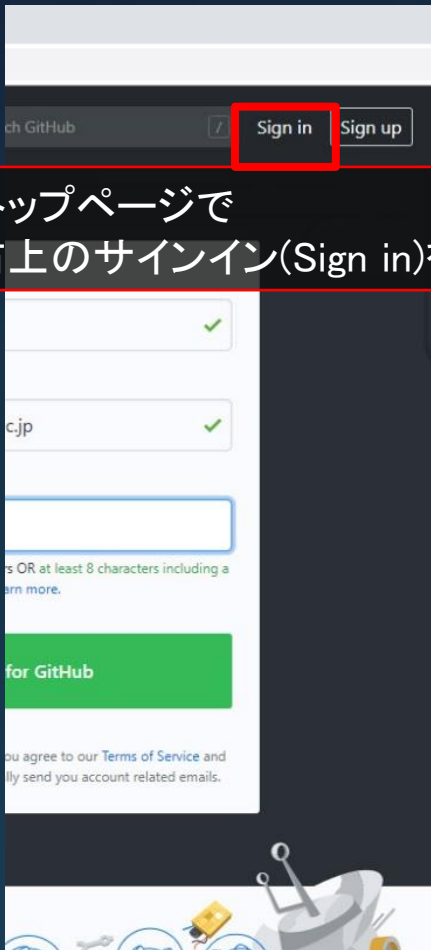 ch GitHub / Sign in Sign up
ップページで
上のサインイン(Sign in)
c.jp
s OR at least 8 characters including a
arn more.
for GitHub
ou agree to our Terms of Service and
lly send you account related emails.